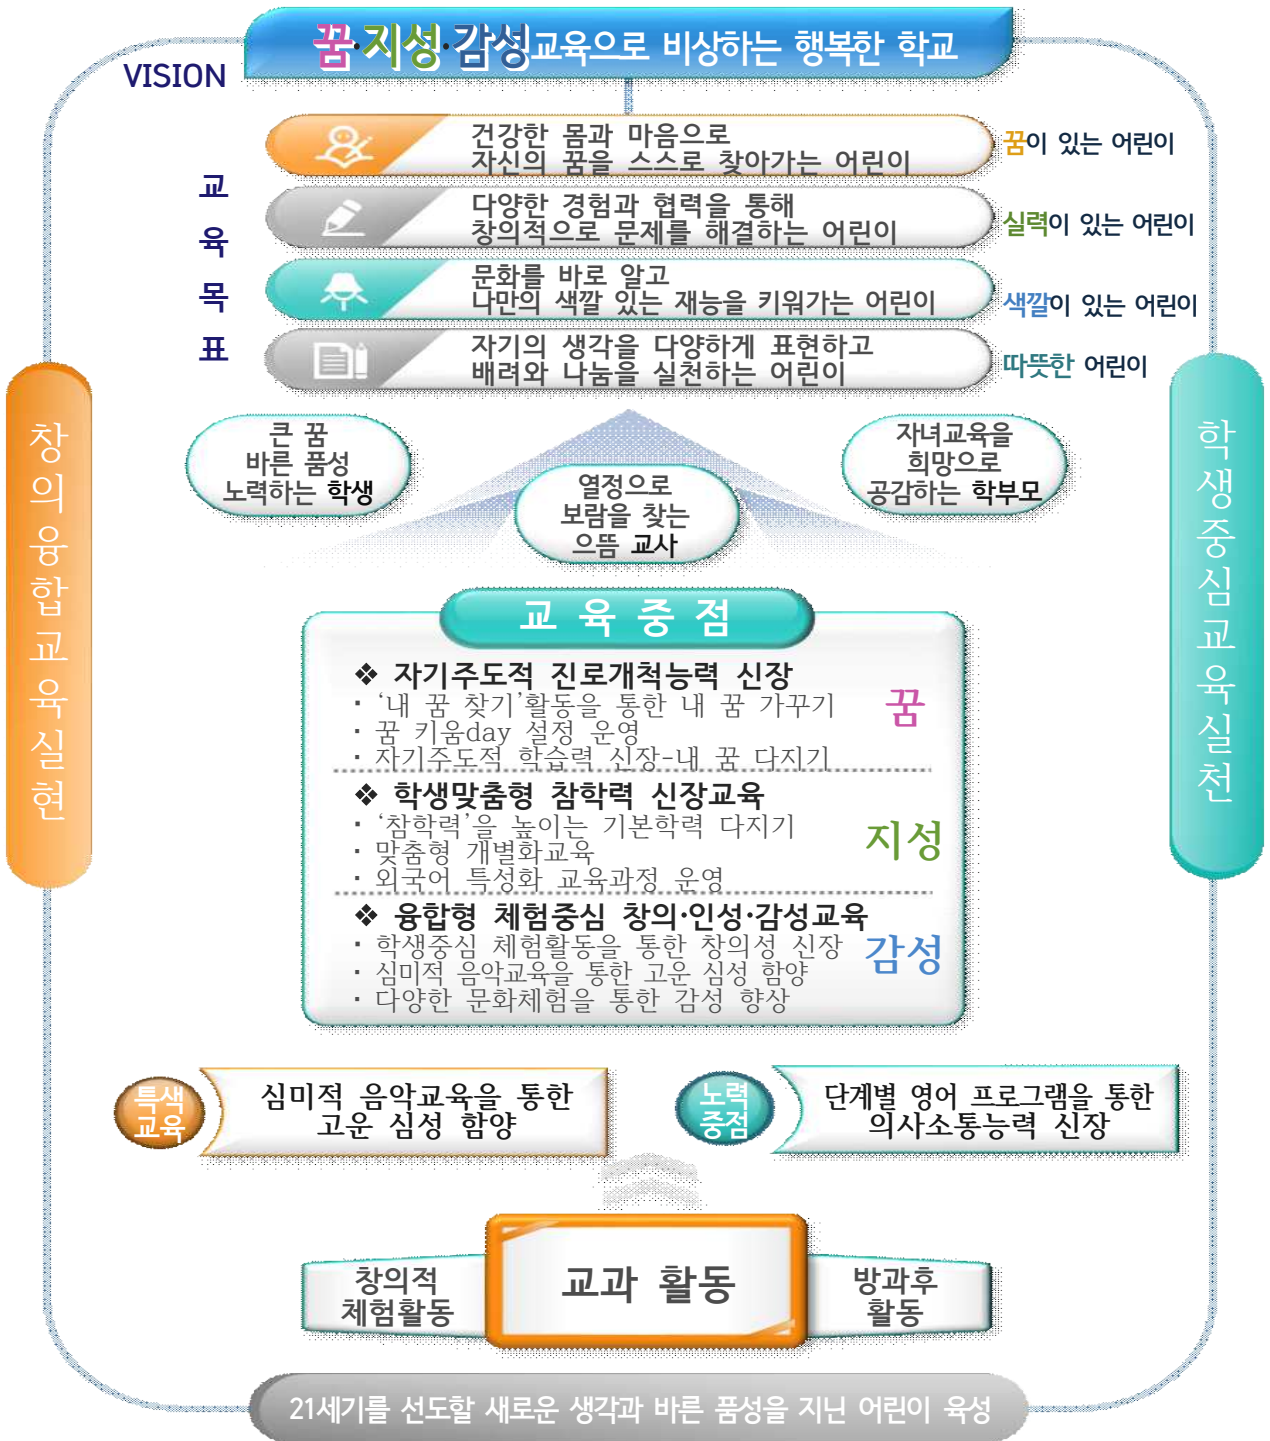 꿈·지성·감성교육으로 비상하는 행복한 학교
VISION
교육목표
건강한 몸과 마음으로
자신의 꿈을 스스로 찾아가는 어린이
꿈이 있는 어린이
다양한 경험과 협력을 통해
창의적으로 문제를 해결하는 어린이
실력이 있는 어린이
문화를 바로 알고
나만의 색깔 있는 재능을 키워가는 어린이
색깔이 있는 어린이
자기의 생각을 다양하게 표현하고
배려와 나눔을 실천하는 어린이
따뜻한 어린이
창의융합교육실현
학생중심교육실천
큰 꿈
바른 품성
노력하는 학생
열정으로
보람을 찾는
으뜸 교사
자녀교육을
희망으로
공감하는 학부모
교육중점
❖ 자기주도적 진로개척능력 신장
· ‘내 꿈 찾기’활동을 통한 내 꿈 가꾸기
· 꿈 키움day 설정 운영
· 자기주도적 학습력 신장-내 꿈 다지기
꿈
❖ 학생맞춤형 참학력 신장교육
· ‘참학력’을 높이는 기본학력 다지기
· 맞춤형 개별화교육
· 외국어 특성화 교육과정 운영
지성
❖ 융합형 체험중심 창의·인성·감성교육
· 학생중심 체험활동을 통한 창의성 신장
· 심미적 음악교육을 통한 고운 심성 함양
· 다양한 문화체험을 통한 감성 향상
감성
특색
교육
심미적 음악교육을 통한
고운 심성 함양
노력
중점
단계별 영어 프로그램을 통한
의사소통능력 신장
창의적
체험활동
교과 활동
방과후
활동
21세기를 선도할 새로운 생각과 바른 품성을 지닌 어린이 육성